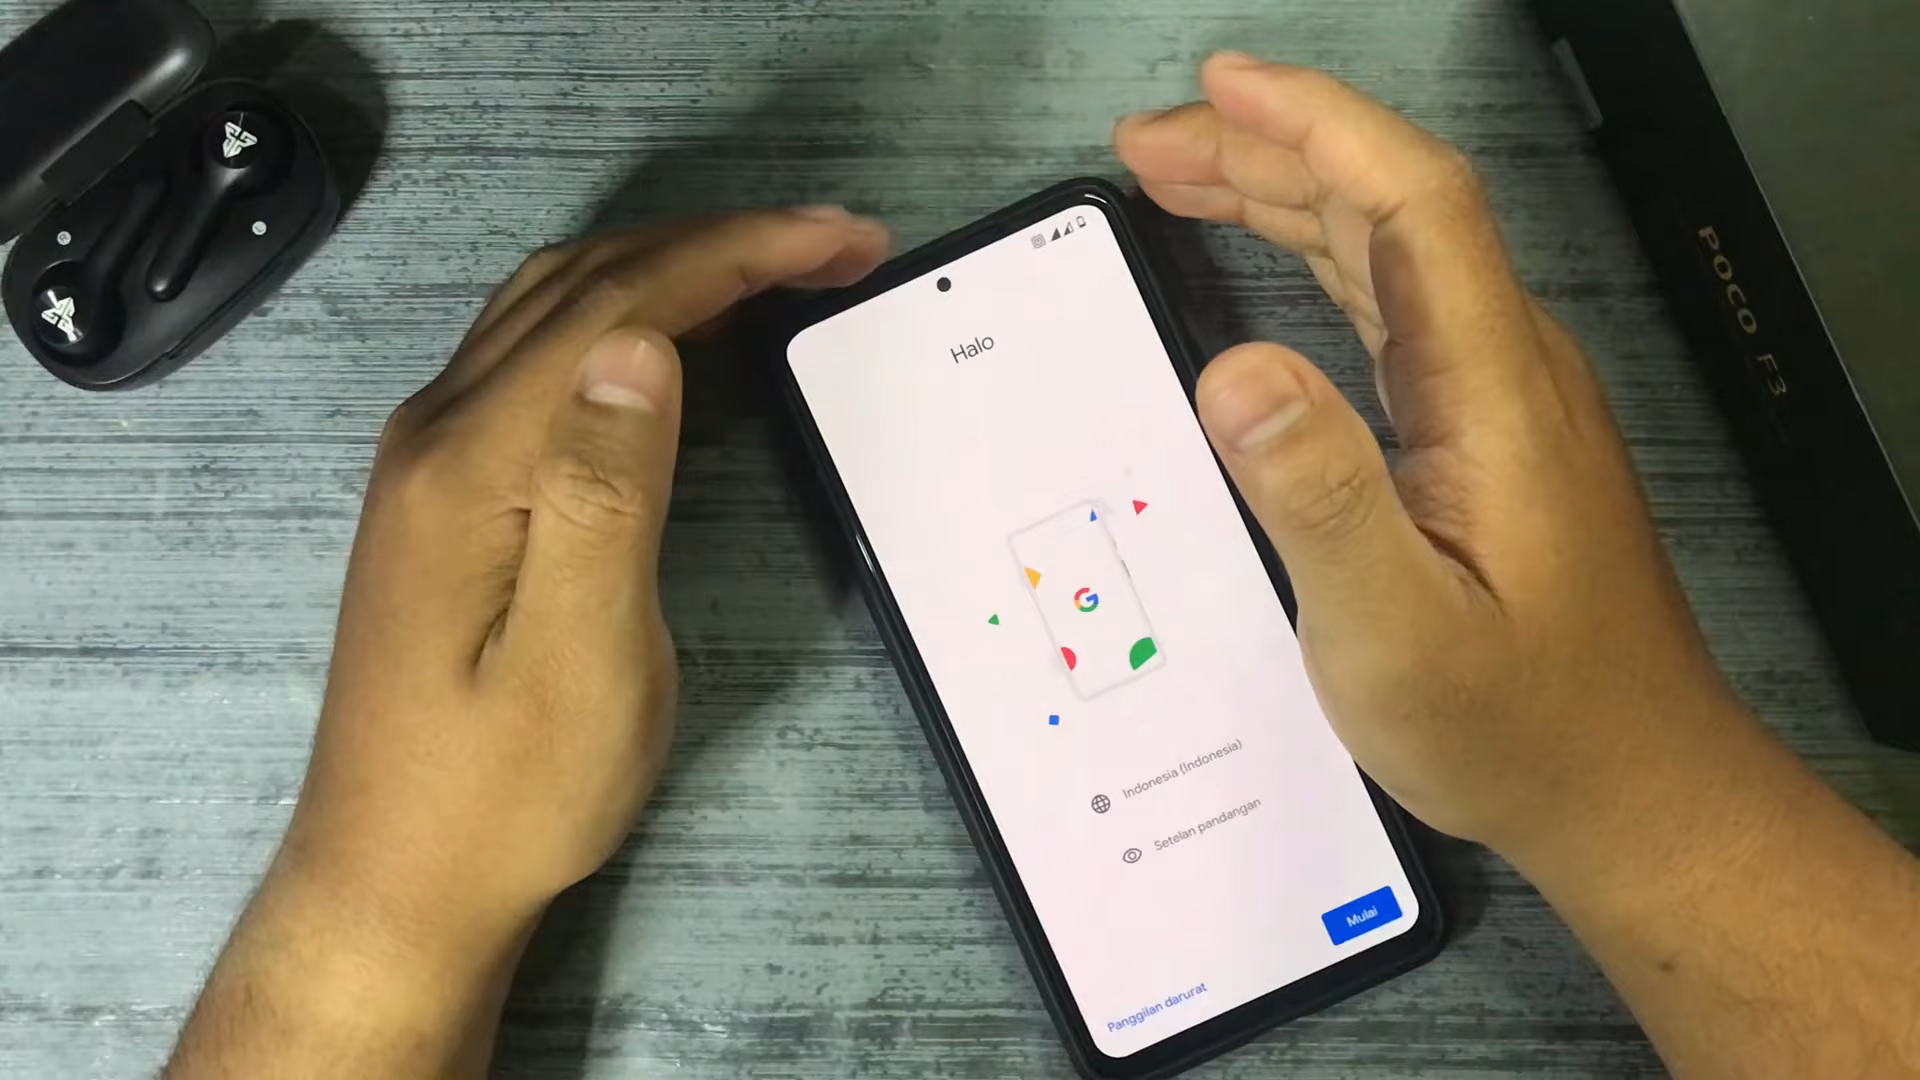 Halo
Indonesia (Indonesia)
Setelan pandangan
Mulai
Panggilan darurat
POCO F3
R
L
G